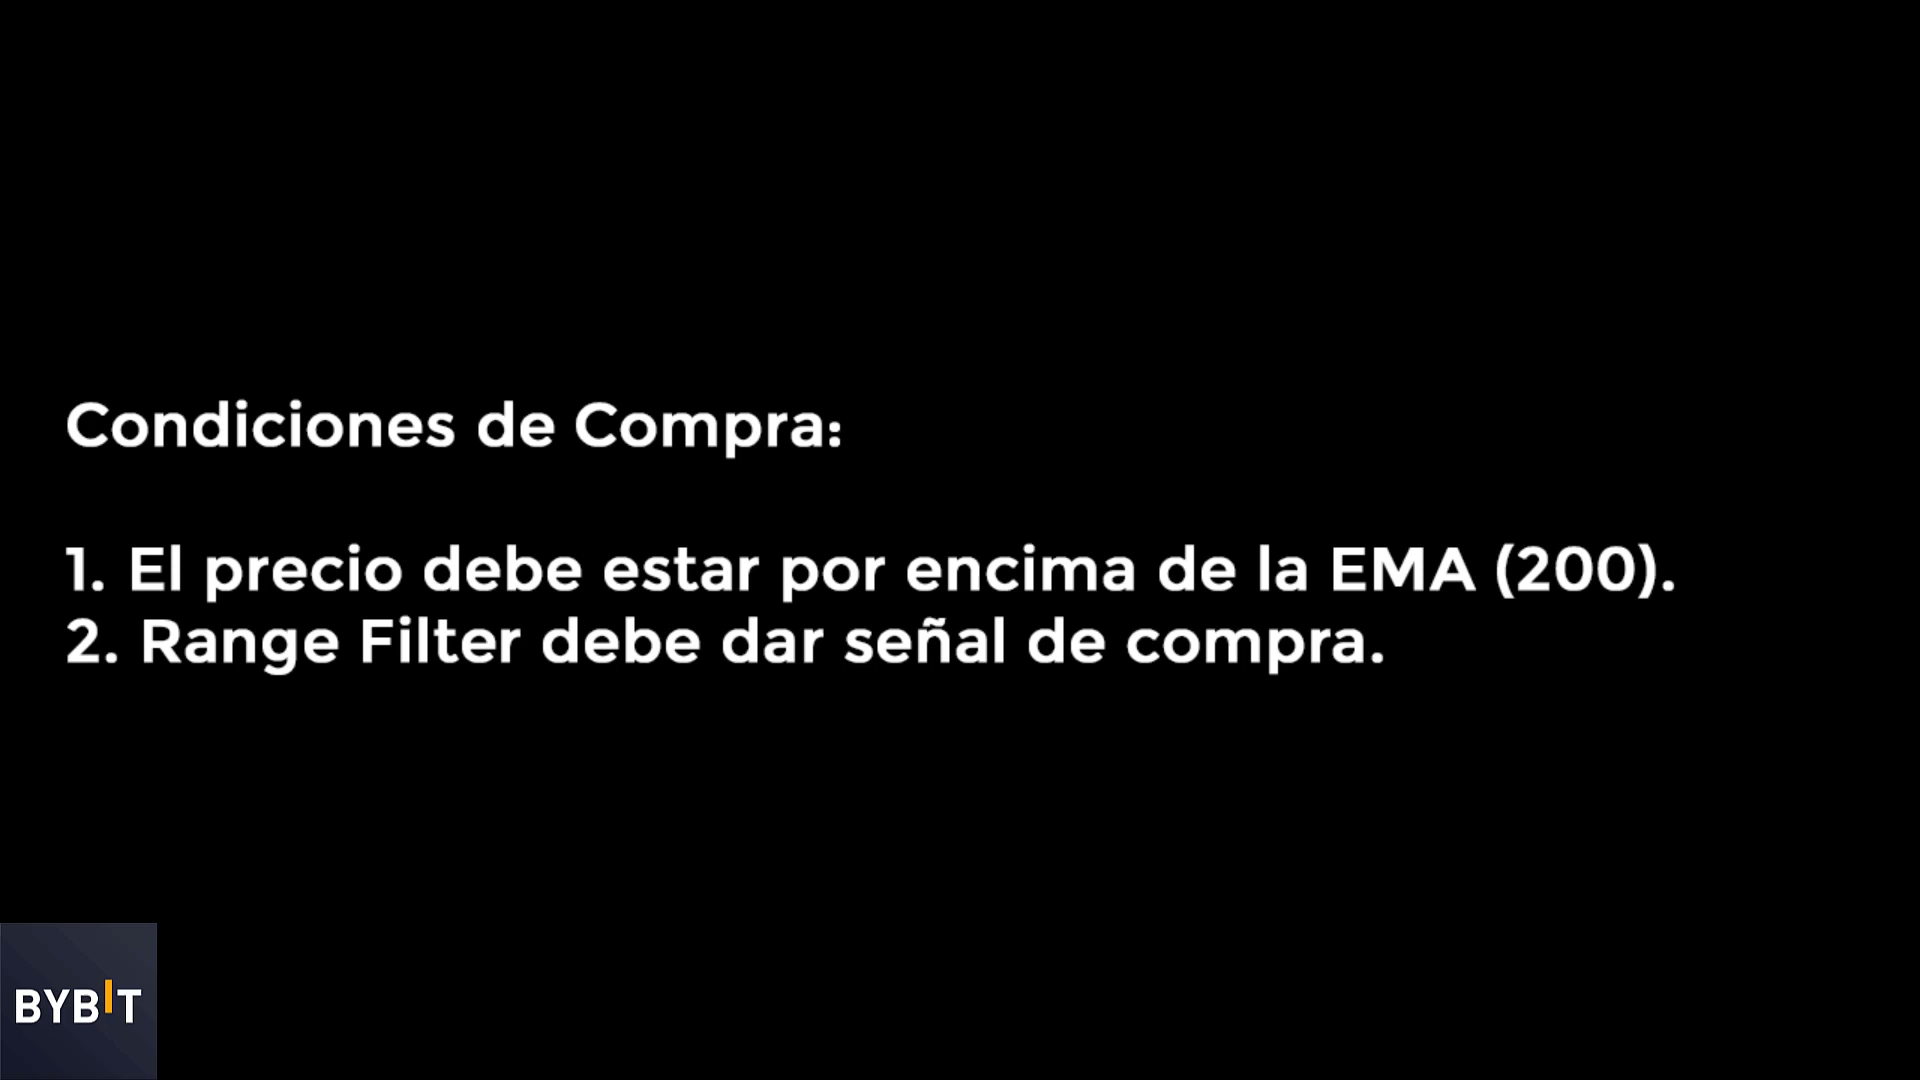 Condiciones de Compra:
1. El precio debe estar por encima de la EMA (200).
2. Range Filter debe dar señal de compra.
BYBIT